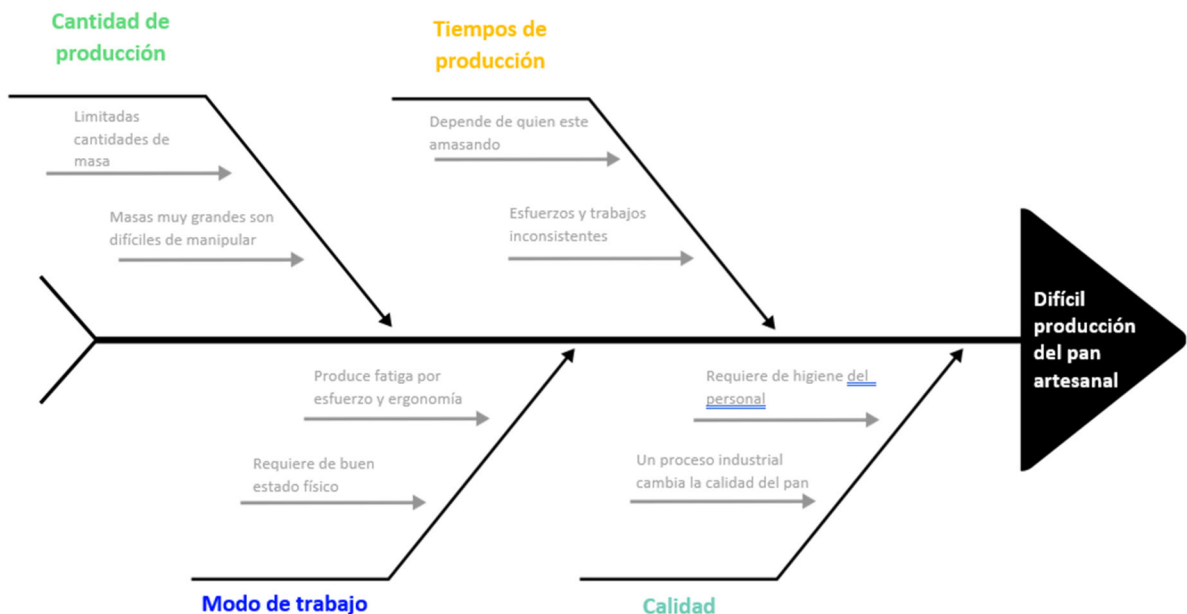 Cantidad de
producción
Limitadas
cantidades de
masa
Masas muy grandes son
difíciles de manipular
Tiempos de
producción
Depende de quien este
amasando
Esfuerzos y trabajos
inconsistentes
Difícil
producción
del pan
artesanal
Produce fatiga por
esfuerzo y ergonomía
Requiere de buen
estado físico
Modo de trabajo
Requiere de higiene del
personal
Un proceso industrial
cambia la calidad del pan
Calidad